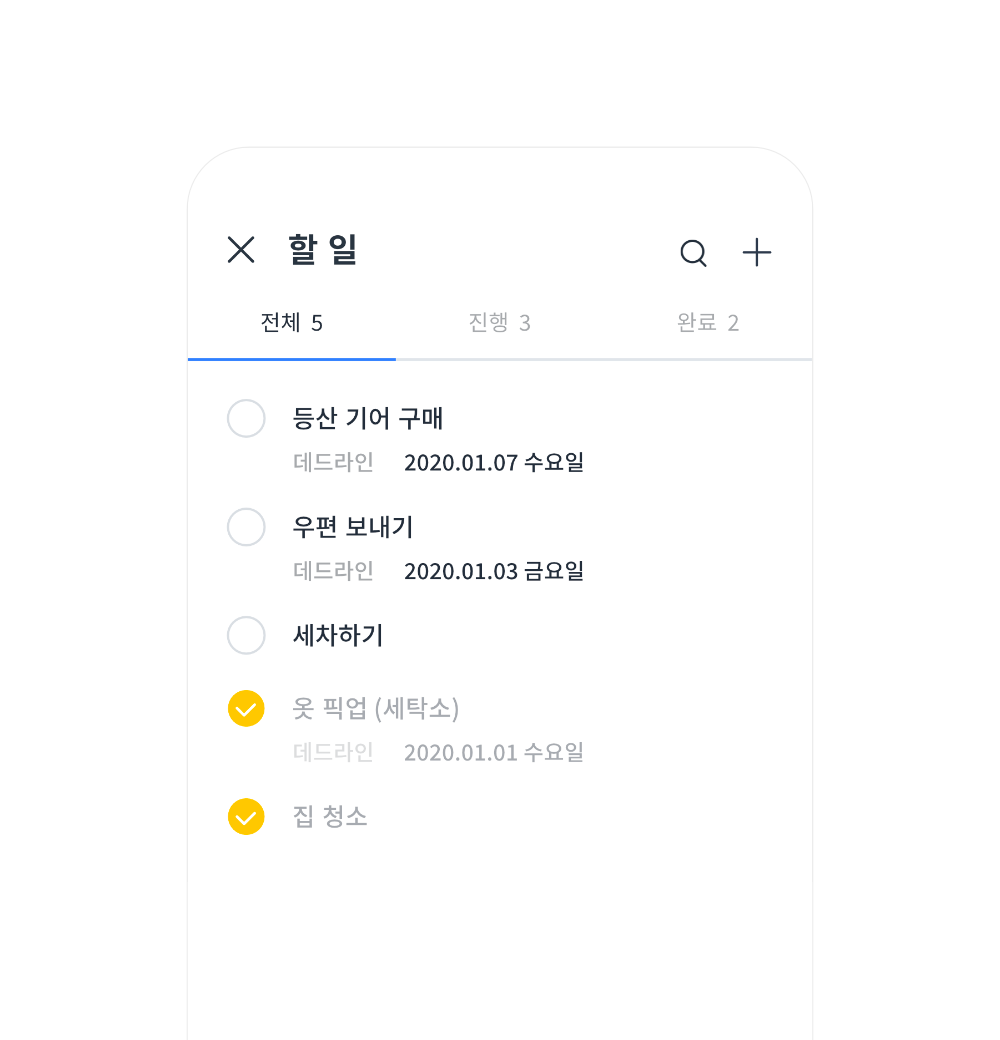 할 일
전체 5 진행 3 완료 2
등산 기어 구매
데드라인 2020.01.07 수요일
우편 보내기
데드라인 2020.01.03 금요일
세차하기
옷 픽업 (세탁소)
데드라인 2020.01.01 수요일
집 청소